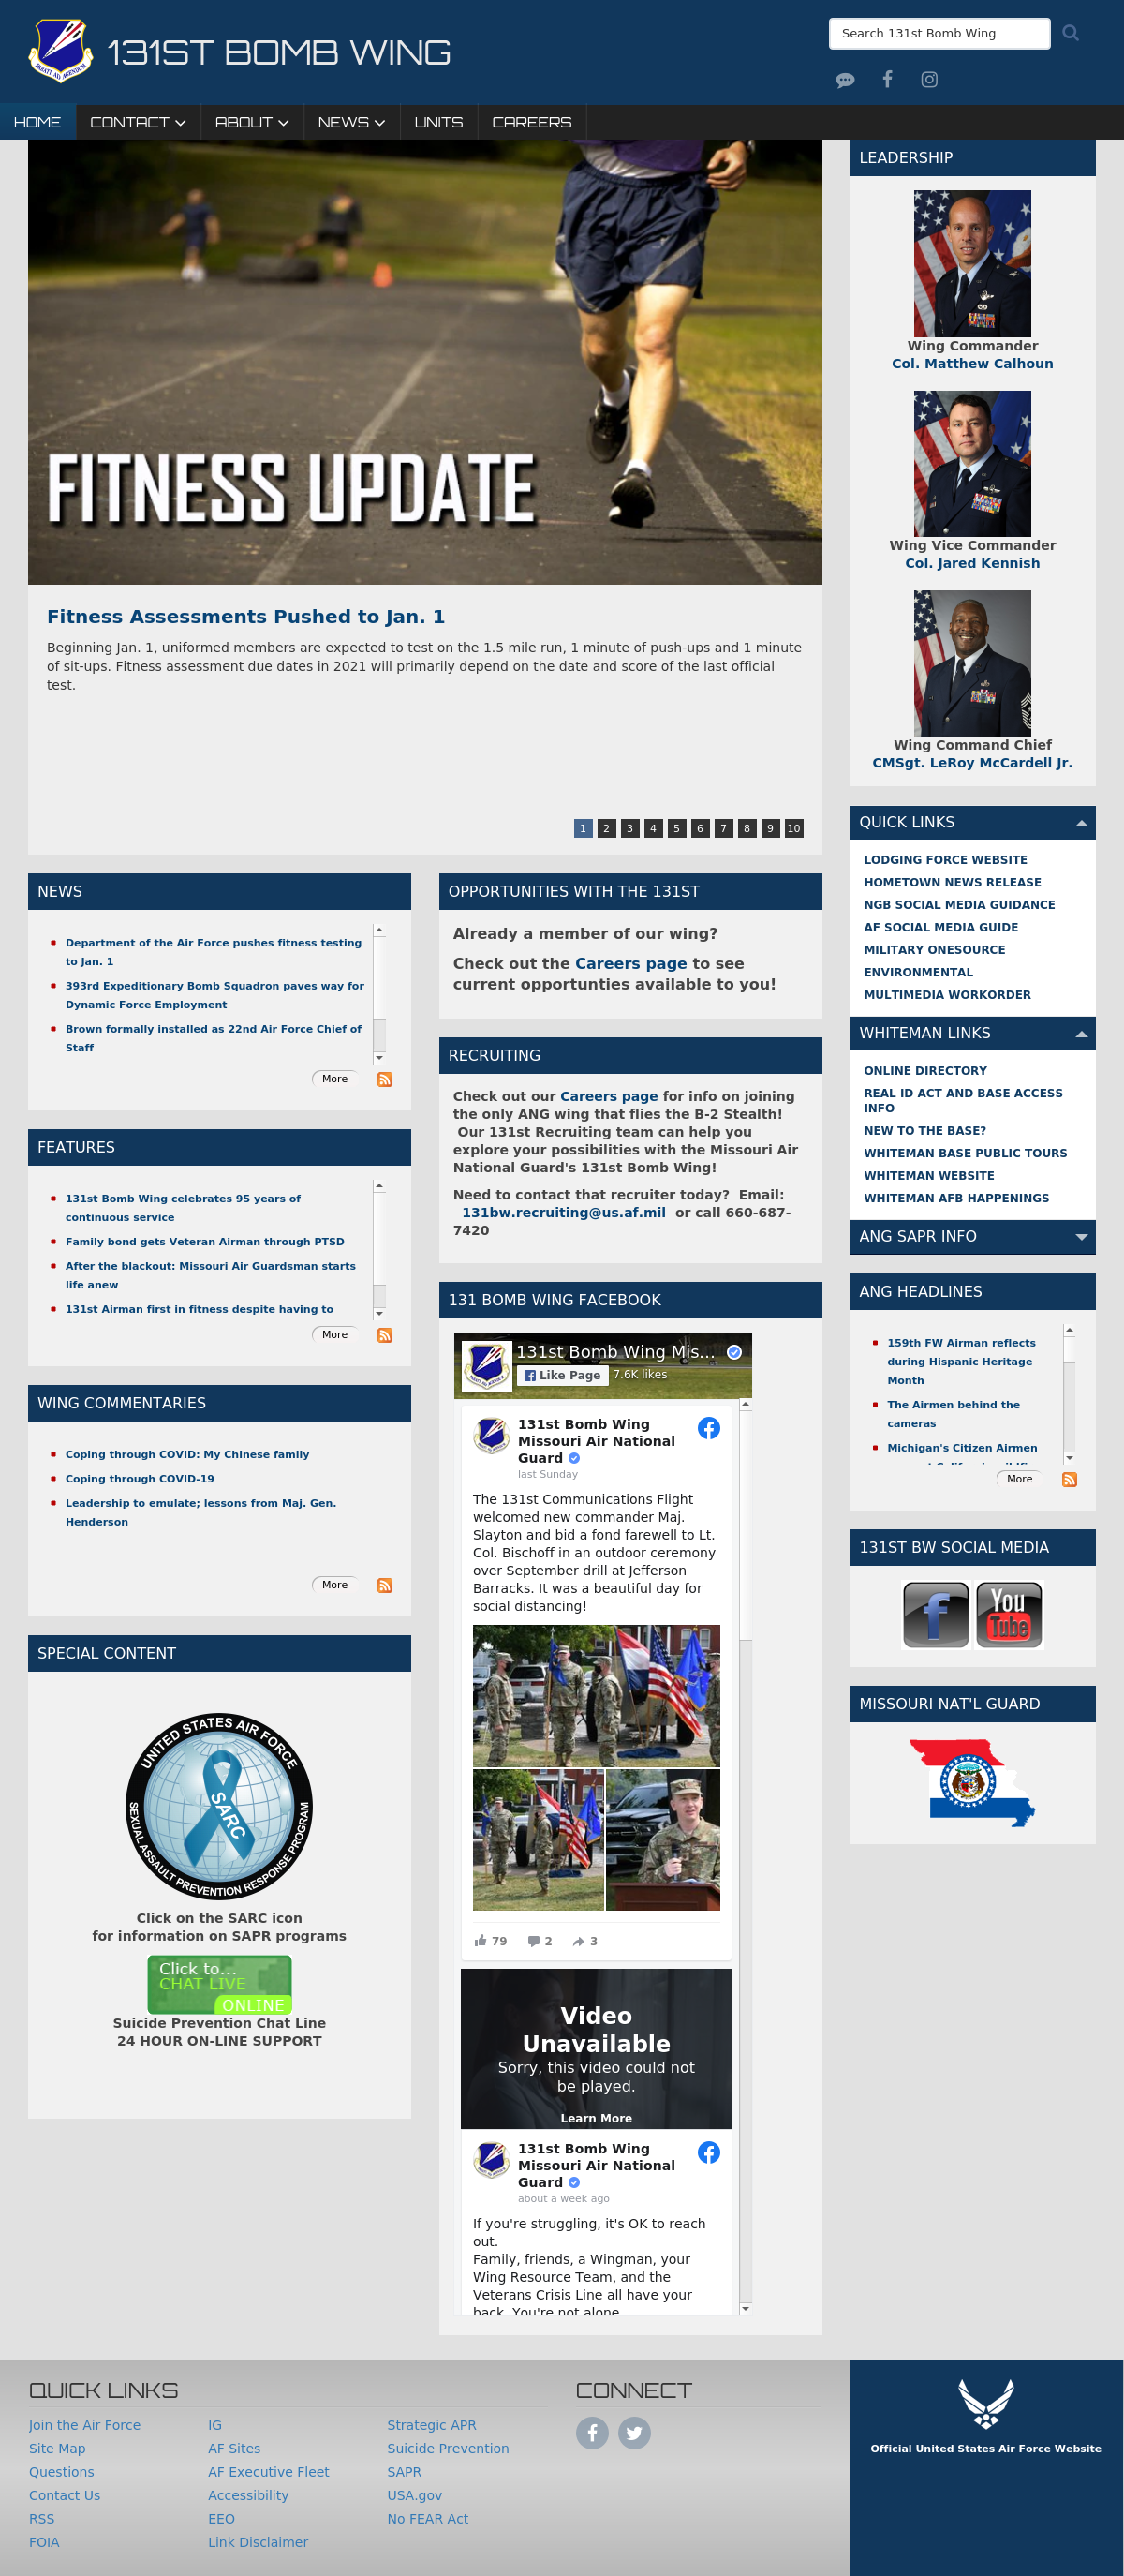 131ST BOMB WING
Search 131st Bomb Wing
HOME
CONTACT
ABOUT
NEWS
UNITS
CAREERS
FITNESS UPDATE
Fitness Assessments Pushed to Jan. 1
Beginning Jan. 1, uniformed members are expected to test on the 1.5 mile run, 1 minute of push-ups and 1 minute
of sit-ups. Fitness assessment due dates in 2021 will primarily depend on the date and score of the last official
test.
1 2 3 4 5 6 7 8 9 10
NEWS
Department of the Air Force pushes fitness testing
to Jan. 1
393rd Expeditionary Bomb Squadron paves way for
Dynamic Force Employment
Brown formally installed as 22nd Air Force Chief of
Staff
More
FEATURES
131st Bomb Wing celebrates 95 years of
continuous service
Family bond gets Veteran Airman through PTSD
After the blackout: Missouri Air Guardsman starts
life anew
131st Airman first in fitness despite having to
More
WING COMMENTARIES
Coping through COVID: My Chinese family
Coping through COVID-19
Leadership to emulate; lessons from Maj. Gen.
Henderson
More
SPECIAL CONTENT
UNITED STATES AIR FORCE
SARC
SEXUAL ASSAULT PREVENTION RESPONSE PROGRAM
Click on the SARC icon
for information on SAPR programs
Click to...
CHAT LIVE
ONLINE
Suicide Prevention Chat Line
24 HOUR ON-LINE SUPPORT
OPPORTUNITIES WITH THE 131ST
Already a member of our wing?
Check out the Careers page to see
current opportunties available to you!
RECRUITING
Check out our Careers page for info on joining
the only ANG wing that flies the B-2 Stealth!
Our 131st Recruiting team can help you
explore your possibilities with the Missouri Air
National Guard's 131st Bomb Wing!
Need to contact that recruiter today?  Email:
131bw.recruiting@us.af.mil  or call 660-687-
7420
131 BOMB WING FACEBOOK
131st Bomb Wing Mis...
Like Page
7.6K likes
131st Bomb Wing
Missouri Air National
Guard
last Sunday
The 131st Communications Flight
welcomed new commander Maj.
Slayton and bid a fond farewell to Lt.
Col. Bischoff in an outdoor ceremony
over September drill at Jefferson
Barracks. It was a beautiful day for
social distancing!
79 2 3
Video
Unavailable
Sorry, this video could not
be played.
Learn More
131st Bomb Wing
Missouri Air National
Guard
about a week ago
If you're struggling, it's OK to reach
out.
Family, friends, a Wingman, your
Wing Resource Team, and the
Veterans Crisis Line all have your
back. You're not alone
LEADERSHIP
Wing Commander
Col. Matthew Calhoun
Wing Vice Commander
Col. Jared Kennish
Wing Command Chief
CMSgt. LeRoy McCardell Jr.
QUICK LINKS
LODGING FORCE WEBSITE
HOMETOWN NEWS RELEASE
NGB SOCIAL MEDIA GUIDANCE
AF SOCIAL MEDIA GUIDE
MILITARY ONESOURCE
ENVIRONMENTAL
MULTIMEDIA WORKORDER
WHITEMAN LINKS
ONLINE DIRECTORY
REAL ID ACT AND BASE ACCESS
INFO
NEW TO THE BASE?
WHITEMAN BASE PUBLIC TOURS
WHITEMAN WEBSITE
WHITEMAN AFB HAPPENINGS
ANG SAPR INFO
ANG HEADLINES
159th FW Airman reflects
during Hispanic Heritage
Month
The Airmen behind the
cameras
Michigan's Citizen Airmen
More
131ST BW SOCIAL MEDIA
f
You
Tube
MISSOURI NAT'L GUARD
QUICK LINKS
Join the Air Force
Site Map
Questions
Contact Us
RSS
FOIA
IG
AF Sites
AF Executive Fleet
Accessibility
EEO
Link Disclaimer
Strategic APR
Suicide Prevention
SAPR
USA.gov
No FEAR Act
CONNECT
Official United States Air Force Website